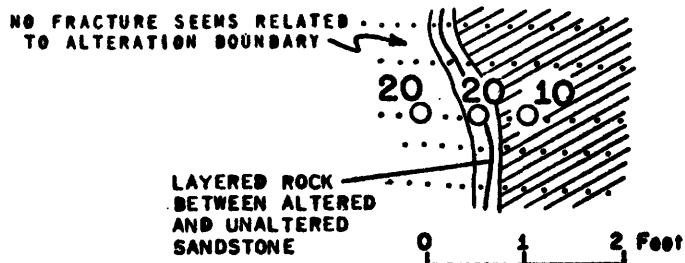 NO FRACTURE SEEMS RELATED
TO ALTERATION BOUNDARY
20 20 10
LAYERED ROCK
BETWEEN ALTERED
AND UNALTERED
SANDSTONE
0 1 2 Feet